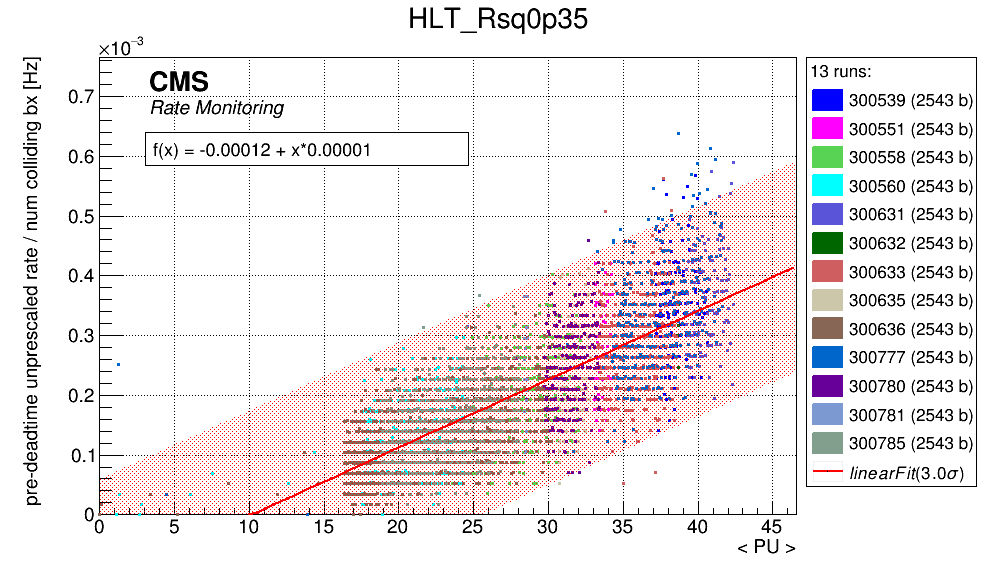 HLT_Rsq0p35
×10⁻³
CMS
Rate Monitoring
f(x) = -0.00012 + x*0.00001
pre-deadtime unprescaled rate / num colliding bx [Hz]
0.7
0.6
0.5
0.4
0.3
0.2
0.1
0
0 5 10 15 20 25 30 35 40 45
< PU >
13 runs:
300539 (2543 b)
300551 (2543 b)
300558 (2543 b)
300560 (2543 b)
300631 (2543 b)
300632 (2543 b)
300633 (2543 b)
300635 (2543 b)
300636 (2543 b)
300777 (2543 b)
300780 (2543 b)
300781 (2543 b)
300785 (2543 b)
linearFit(3.0σ)